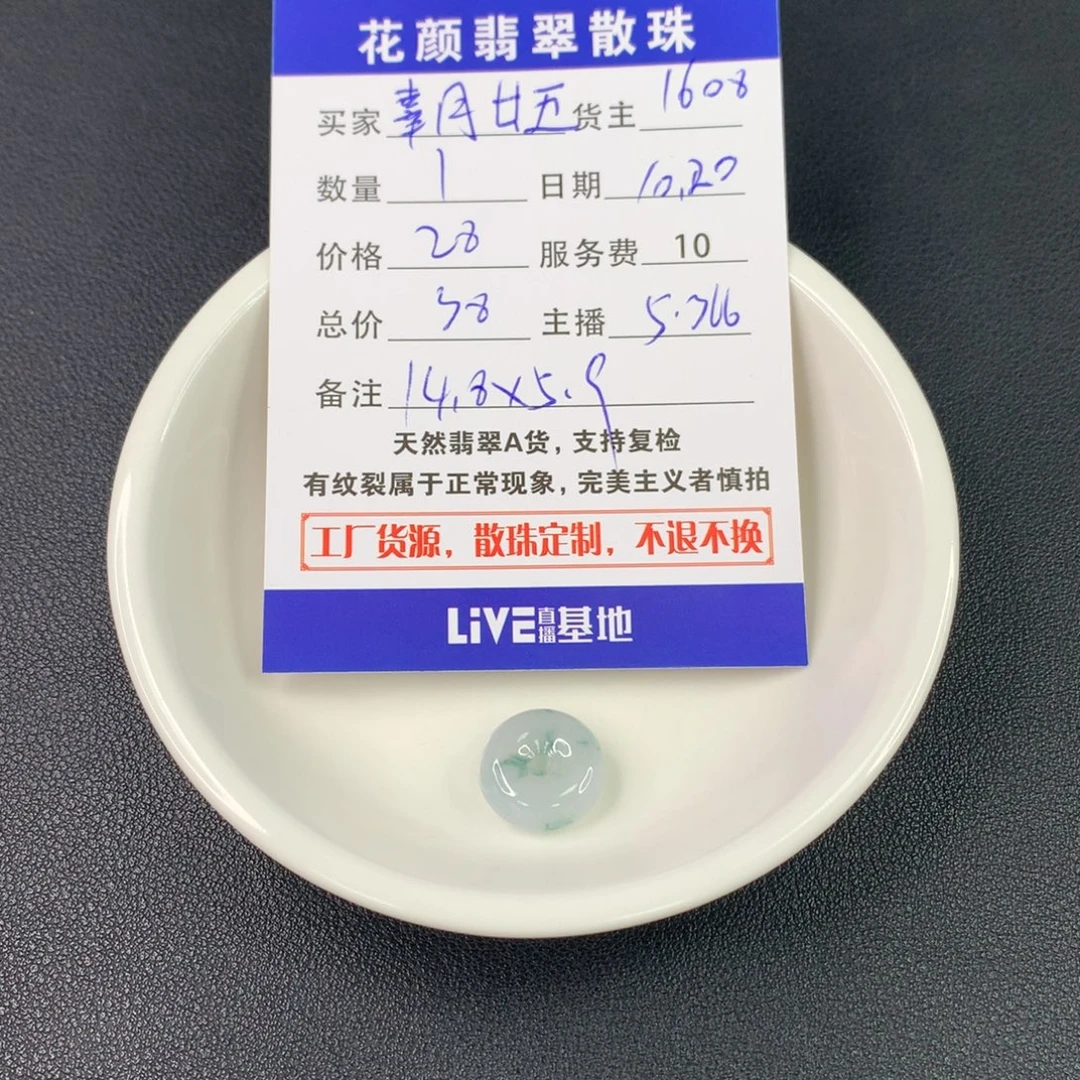 花颜翡翠散珠
买家 辜月廿五 货主 1608
数量 1 日期 10.27
价格 28 服务费 10
总价 38 主播 5.366
备注 14.8x5.9
天然翡翠A货，支持复检
有纹裂属于正常现象，完美主义者慎拍
工厂货源，散珠定制，不退不换
LiVE直播基地